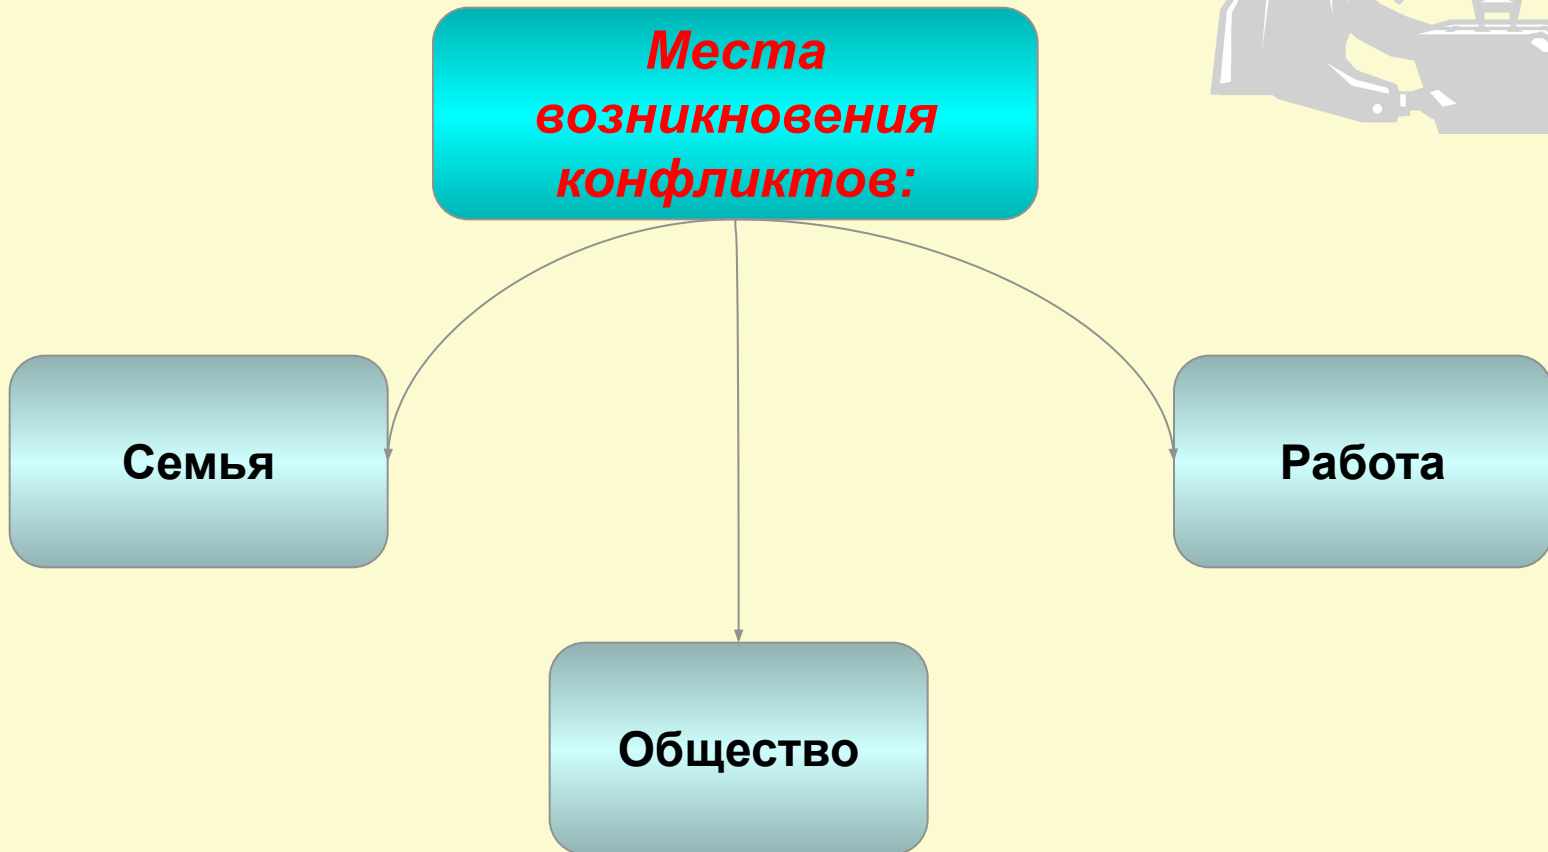 Места
возникновения
конфликтов:
Семья
Работа
Общество